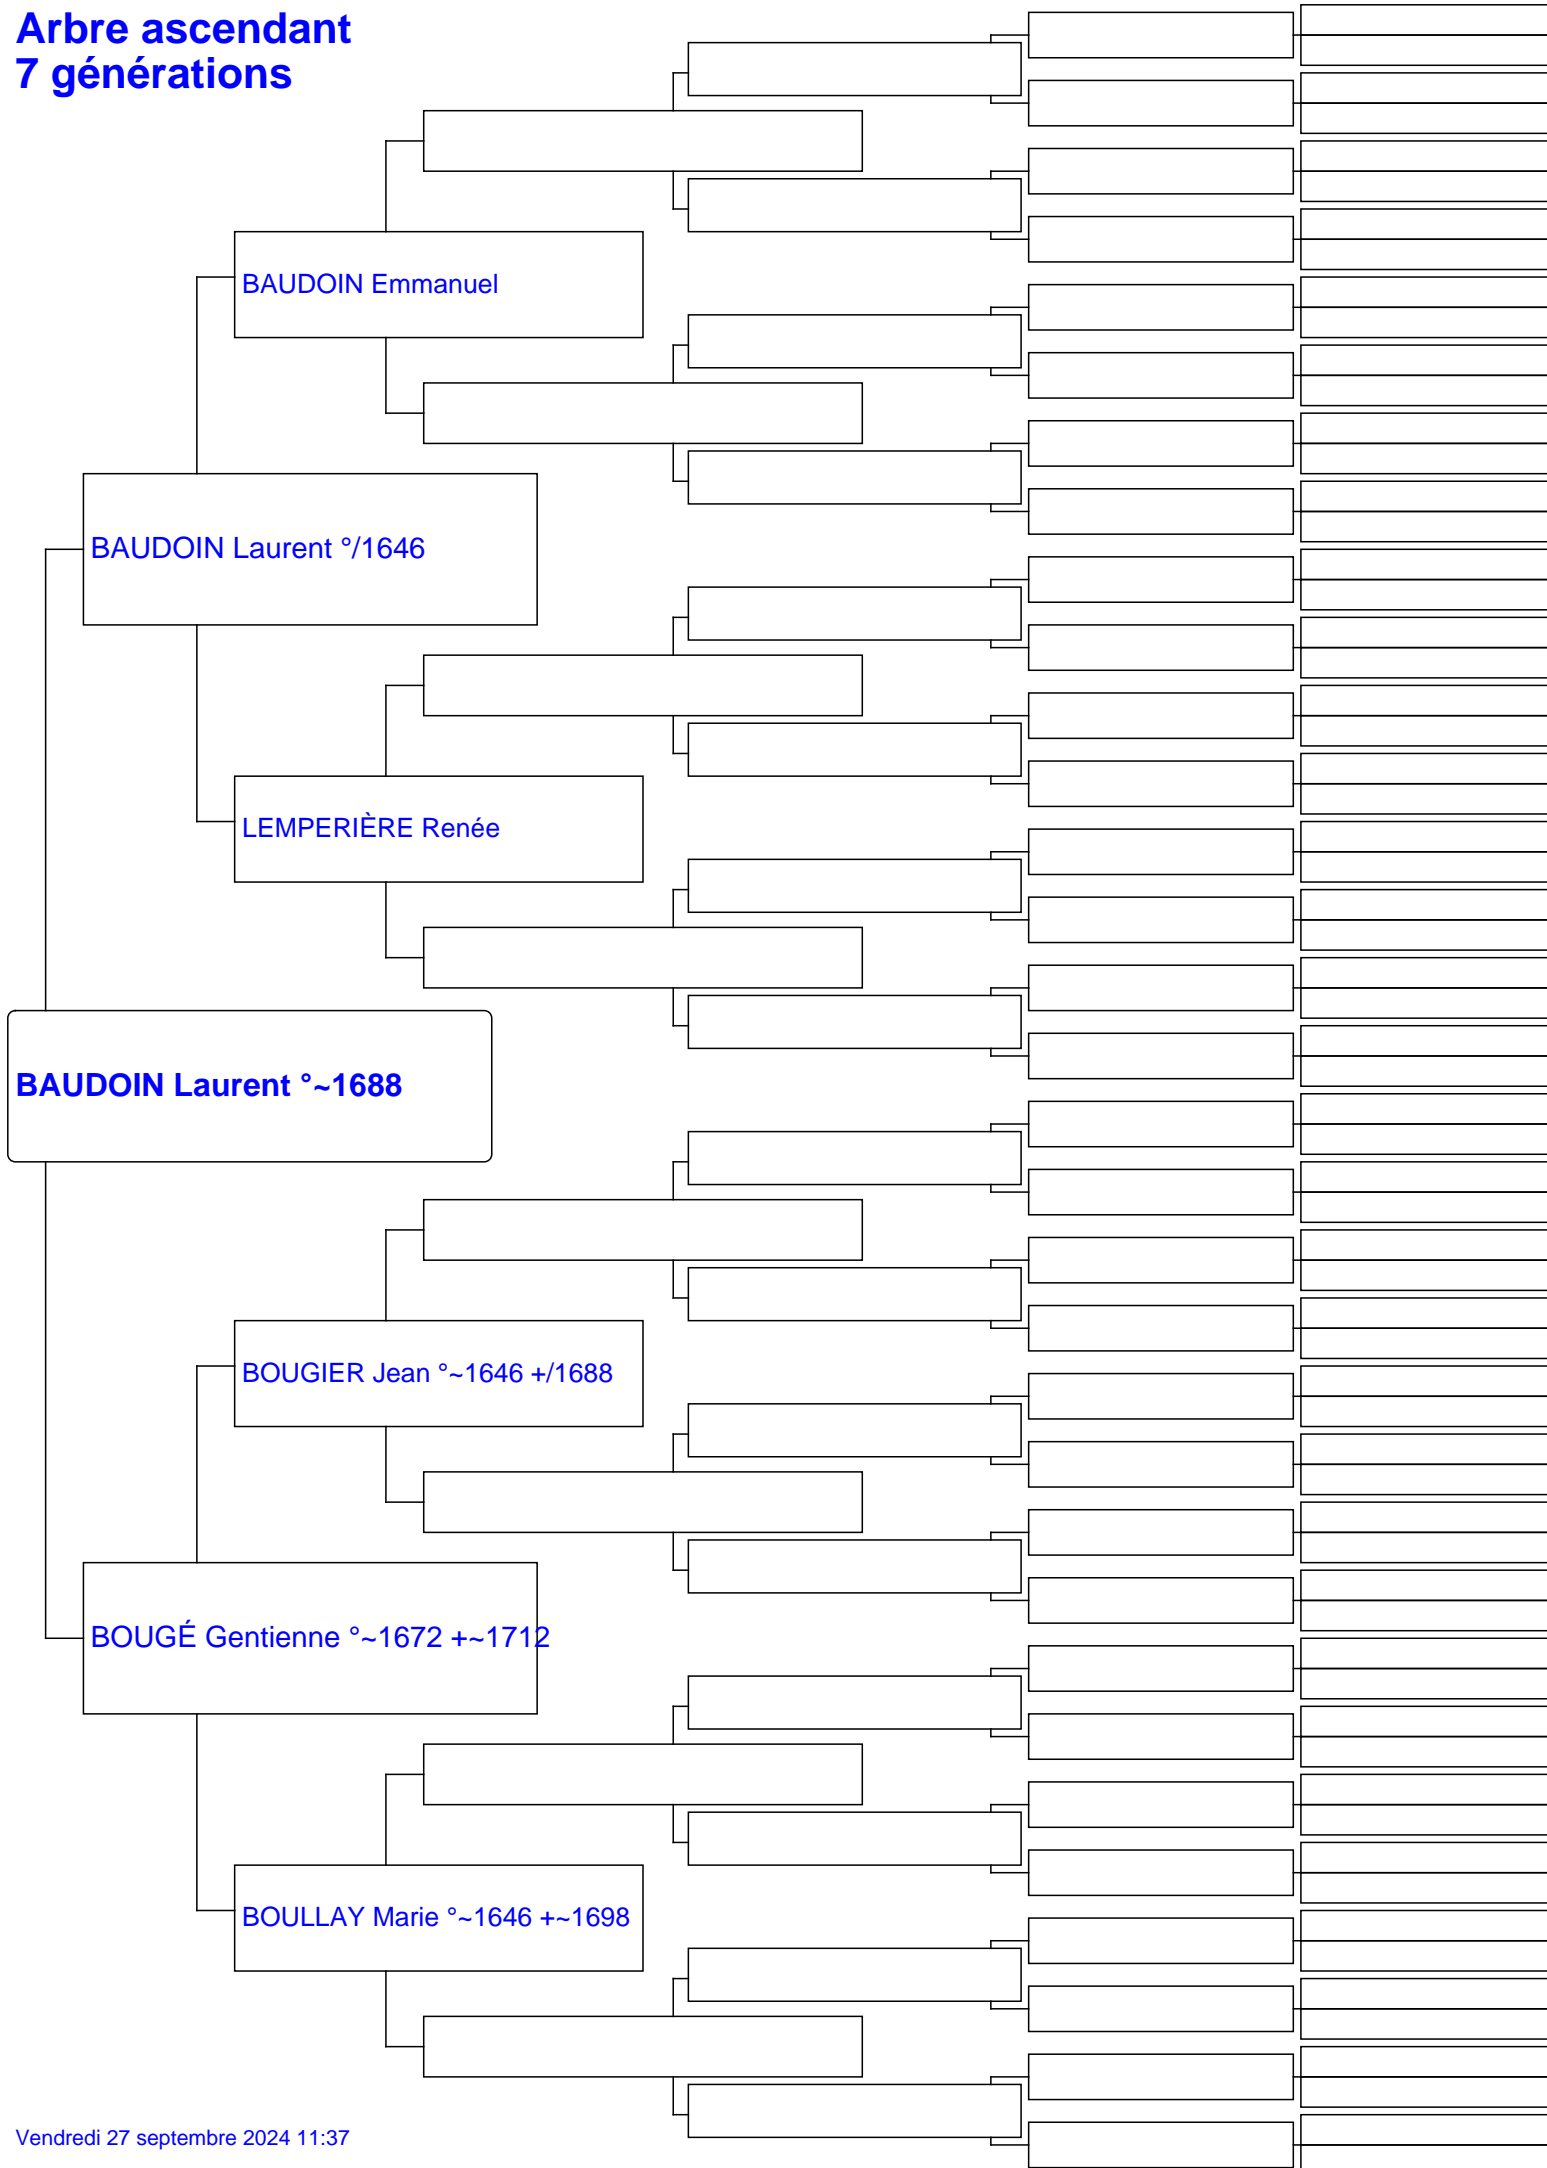 Arbre ascendant
7 générations
BAUDOIN Emmanuel
BAUDOIN Laurent °/1646
LEMPERIÈRE Renée
BAUDOIN Laurent °~1688
BOUGIER Jean °~1646 +/1688
BOUGÉ Gentienne °~1672 +~1712
BOULLAY Marie °~1646 +~1698
Vendredi 27 septembre 2024 11:37